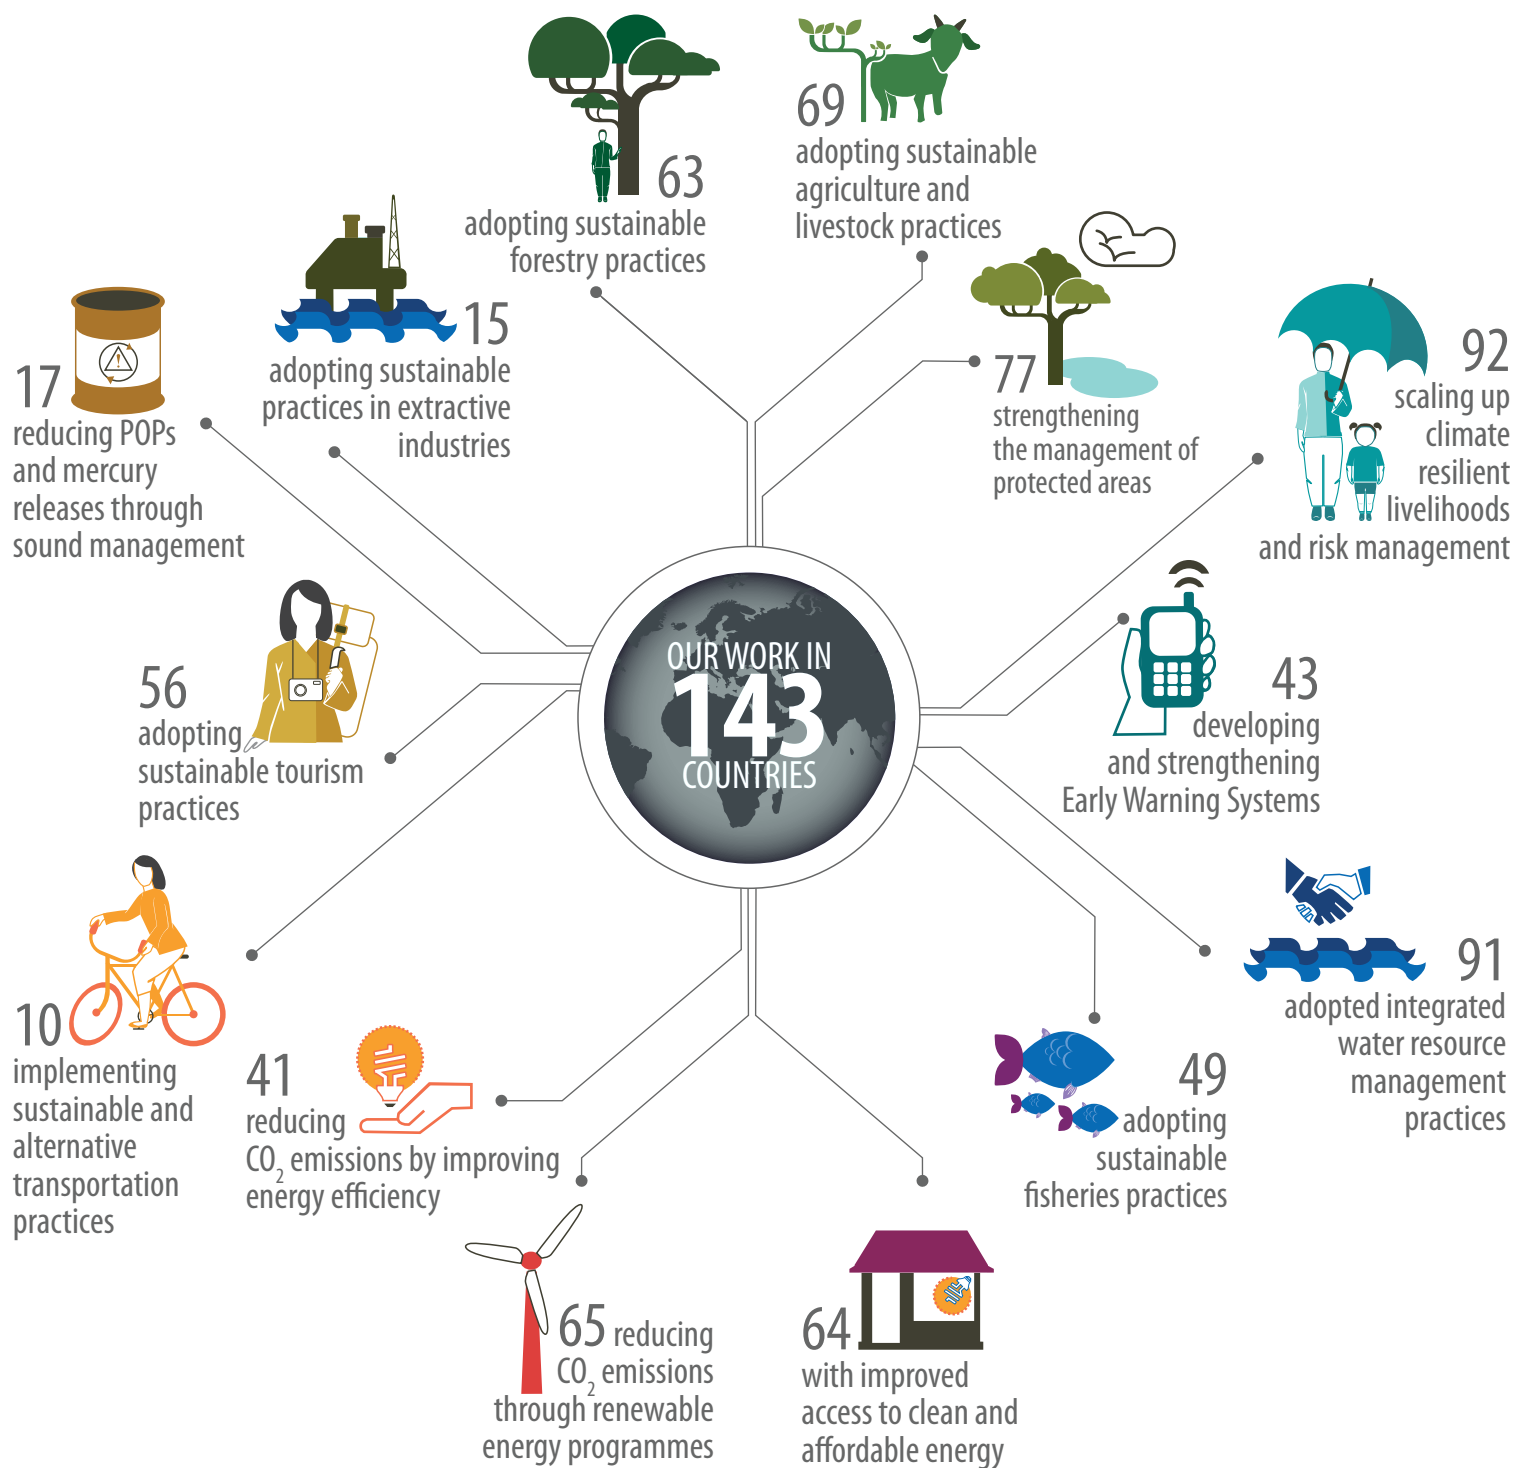 63
adopting sustainable
forestry practices
69
adopting sustainable
agriculture and
livestock practices
15
adopting sustainable
practices in extractive
industries
77
strengthening
the management of
protected areas
17
reducing POPs
and mercury
releases through
sound management
92
scaling up
climate
resilient
livelihoods
and risk management
OUR WORK IN
143
COUNTRIES
56
adopting
sustainable tourism
practices
43
developing
and strengthening
Early Warning Systems
10
implementing
sustainable and
alternative
transportation
practices
41
reducing
CO₂ emissions by improving
energy efficiency
91
adopted integrated
water resource
management
practices
49
adopting
sustainable
fisheries practices
65 reducing
CO₂ emissions
through renewable
energy programmes
64
with improved
access to clean and
affordable energy